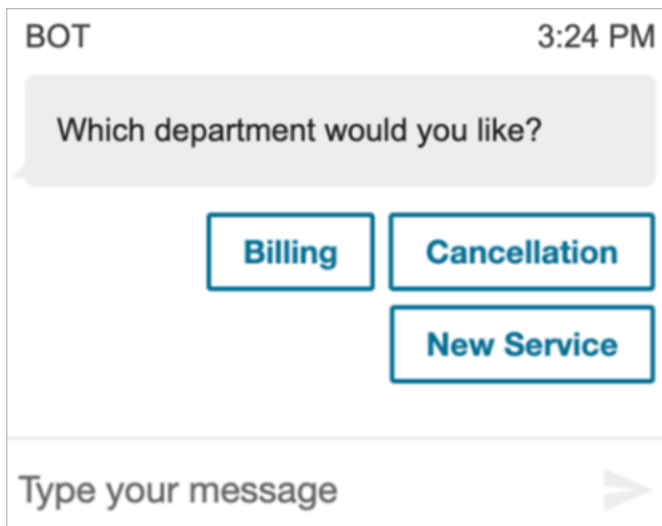 BOT 3:24 PM
Which department would you like?
Billing Cancellation
New Service
Type your message